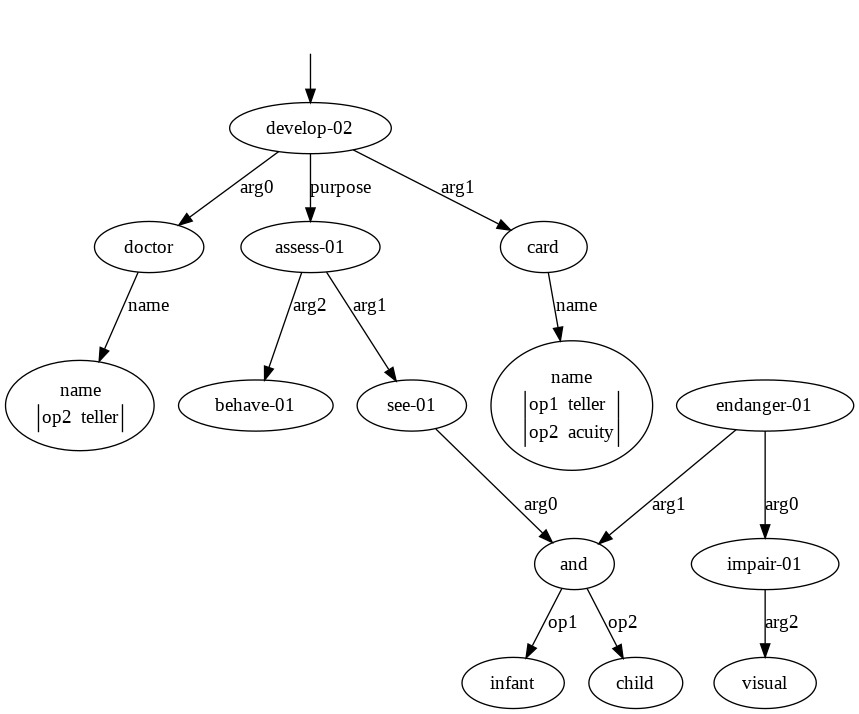 develop-02
arg0
purpose
arg1
doctor
assess-01
card
name
arg2
arg1
name
name
op2 teller
behave-01
see-01
name
op1 teller
op2 acuity
endanger-01
arg0
arg1
arg0
and
impair-01
op1
op2
arg2
infant
child
visual